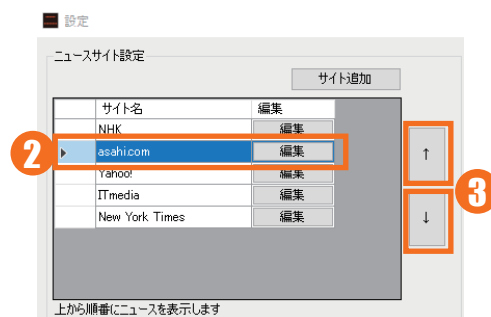 設定
ニュースサイト設定
サイト追加
サイト名 編集
NHK 編集
2 asahi.com 編集 ↑
Yahoo! 編集 3
ITmedia 編集
New York Times 編集 ↓
上から順番にニュースを表示します